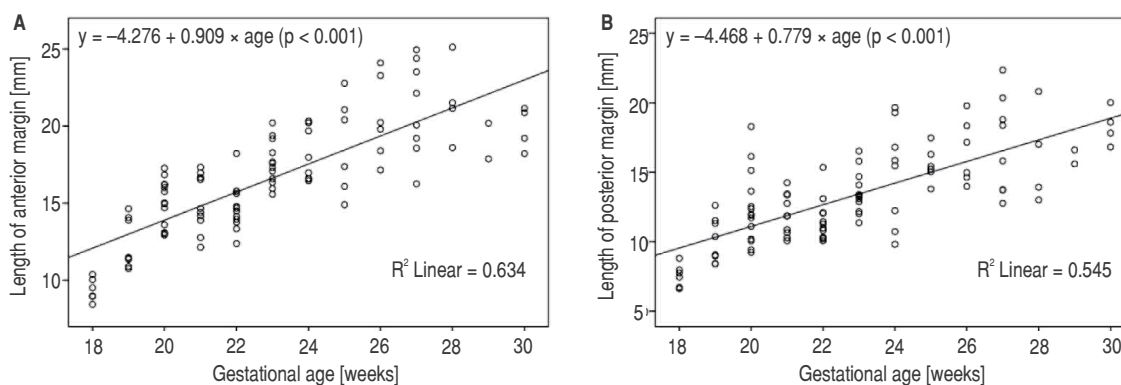 A
y = –4.276 + 0.909 × age (p < 0.001)
25
20
15
10
Length of anterior margin [mm]
R² Linear = 0.634
18 20 22 24 26 28 30
Gestational age [weeks]
B
y = –4.468 + 0.779 × age (p < 0.001)
25
20
15
10
5
Length of posterior margin [mm]
R² Linear = 0.545
18 20 22 24 26 28 30
Gestational age [weeks]